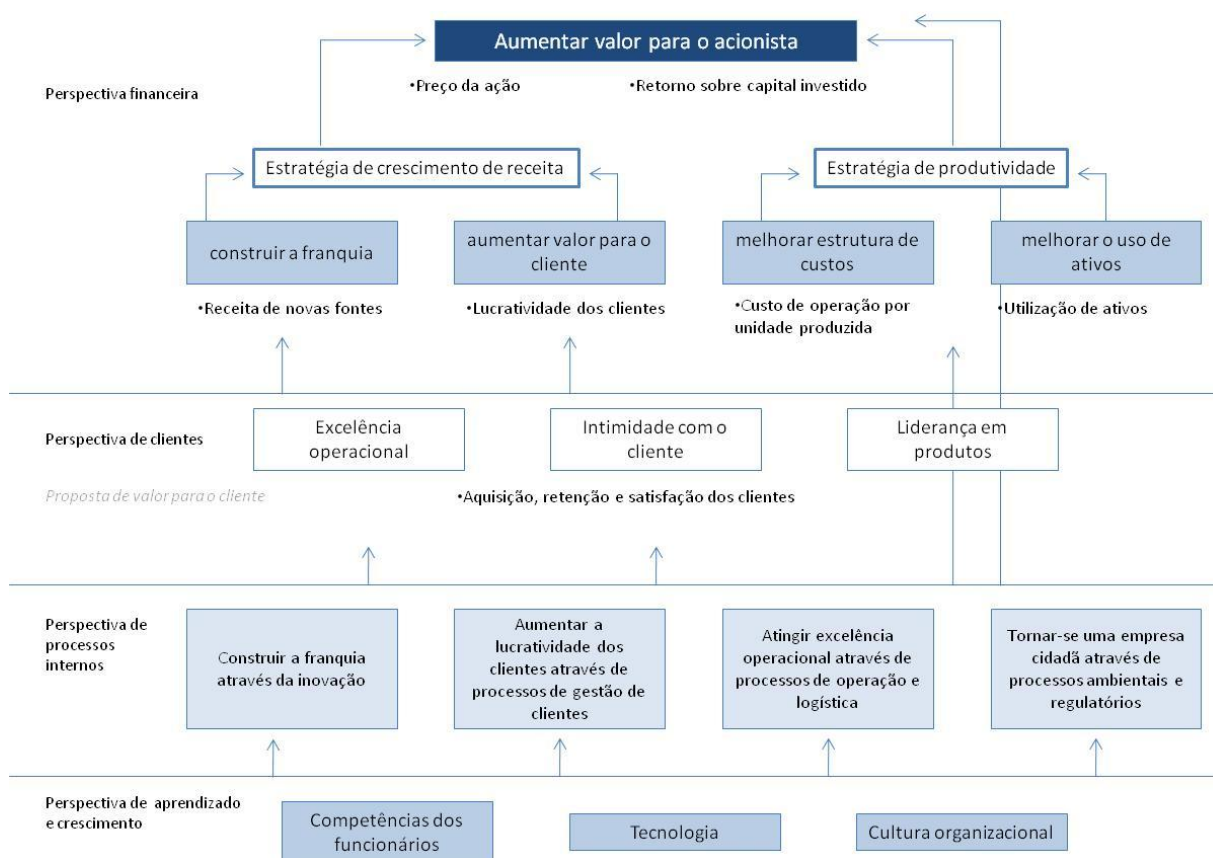 Aumentar valor para o acionista
Perspectiva financeira
•Preço da ação
•Retorno sobre capital investido
Estratégia de crescimento de receita
Estratégia de produtividade
construir a franquia
aumentar valor para o
cliente
melhorar estrutura de
custos
melhorar o uso de
ativos
•Receita de novas fontes
•Lucratividade dos clientes
•Custo de operação por
unidade produzida
•Utilização de ativos
Perspectiva de clientes
Excelência
operacional
Intimidade com o
cliente
Liderança em
produtos
Proposta de valor para o cliente
•Aquisição, retenção e satisfação dos clientes
Perspectiva de
processos
internos
Construir a franquia
através da inovação
Aumentar a
lucratividade dos
clientes através de
processos de gestão de
clientes
Atingir excelência
operacional através de
processos de operação e
logística
Tornar-se uma empresa
cidadã através de
processos ambientais e
regulatórios
Perspectiva de aprendizado
e crescimento
Competências dos
funcionários
Tecnologia
Cultura organizacional